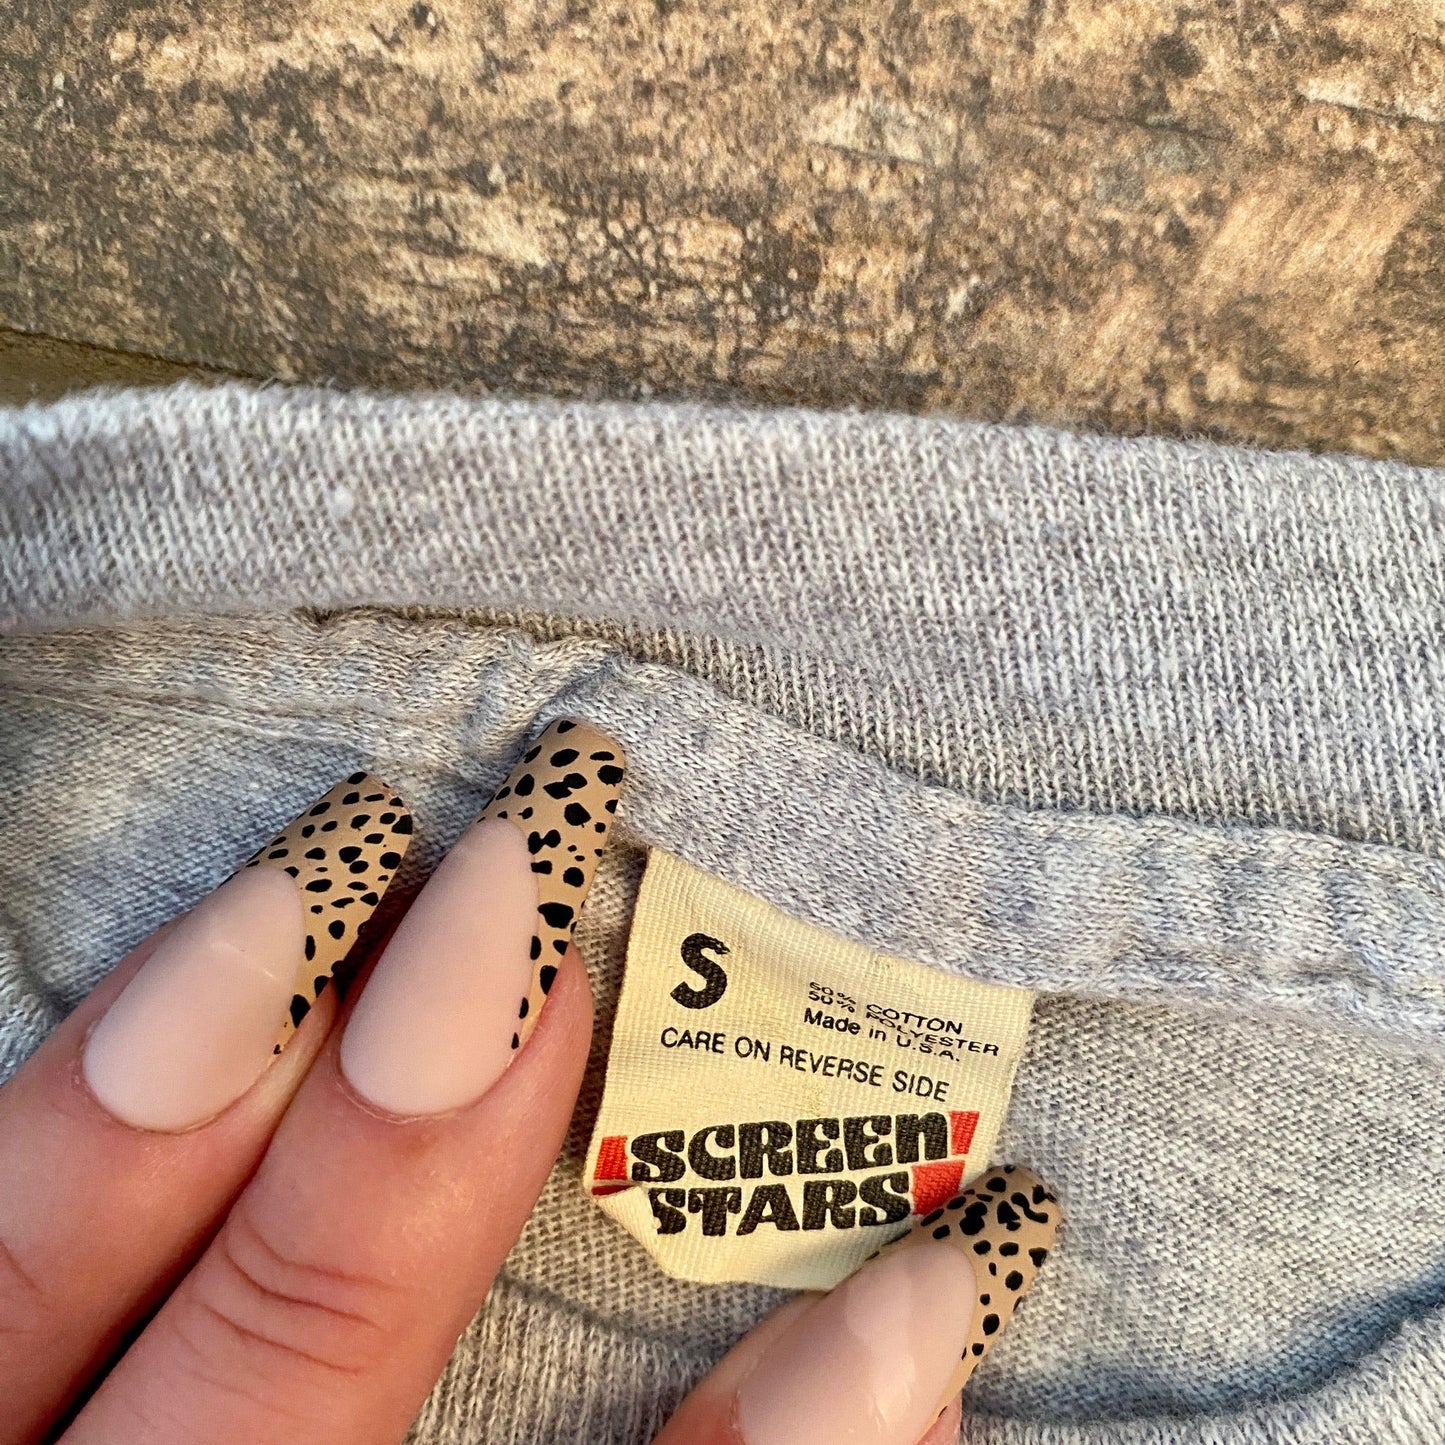 S
50% COTTON
50% POLYESTER
Made in U.S.A.
CARE ON REVERSE SIDE
SCREEN
STARS